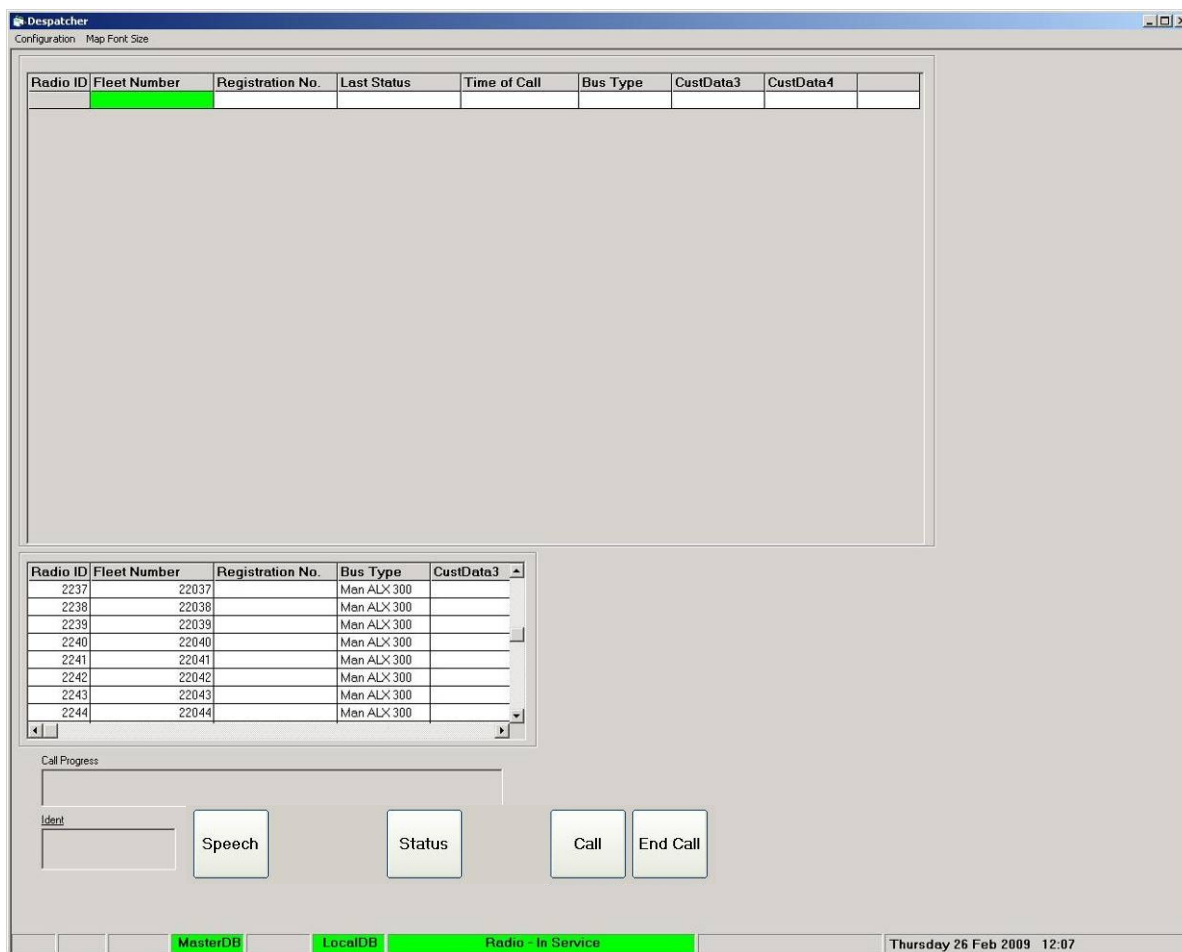 Despatcher
Configuration Map Font Size
Radio ID Fleet Number Registration No. Last Status Time of Call Bus Type CustData3 CustData4
Radio ID Fleet Number Registration No. Bus Type CustData3
2237 22037 Man ALX 300
2238 22038 Man ALX 300
2239 22039 Man ALX 300
2240 22040 Man ALX 300
2241 22041 Man ALX 300
2242 22042 Man ALX 300
2243 22043 Man ALX 300
2244 22044 Man ALX 300
Call Progress
Ident
Speech Status Call End Call
MasterDB LocalDB Radio - In Service Thursday 26 Feb 2009 12:07